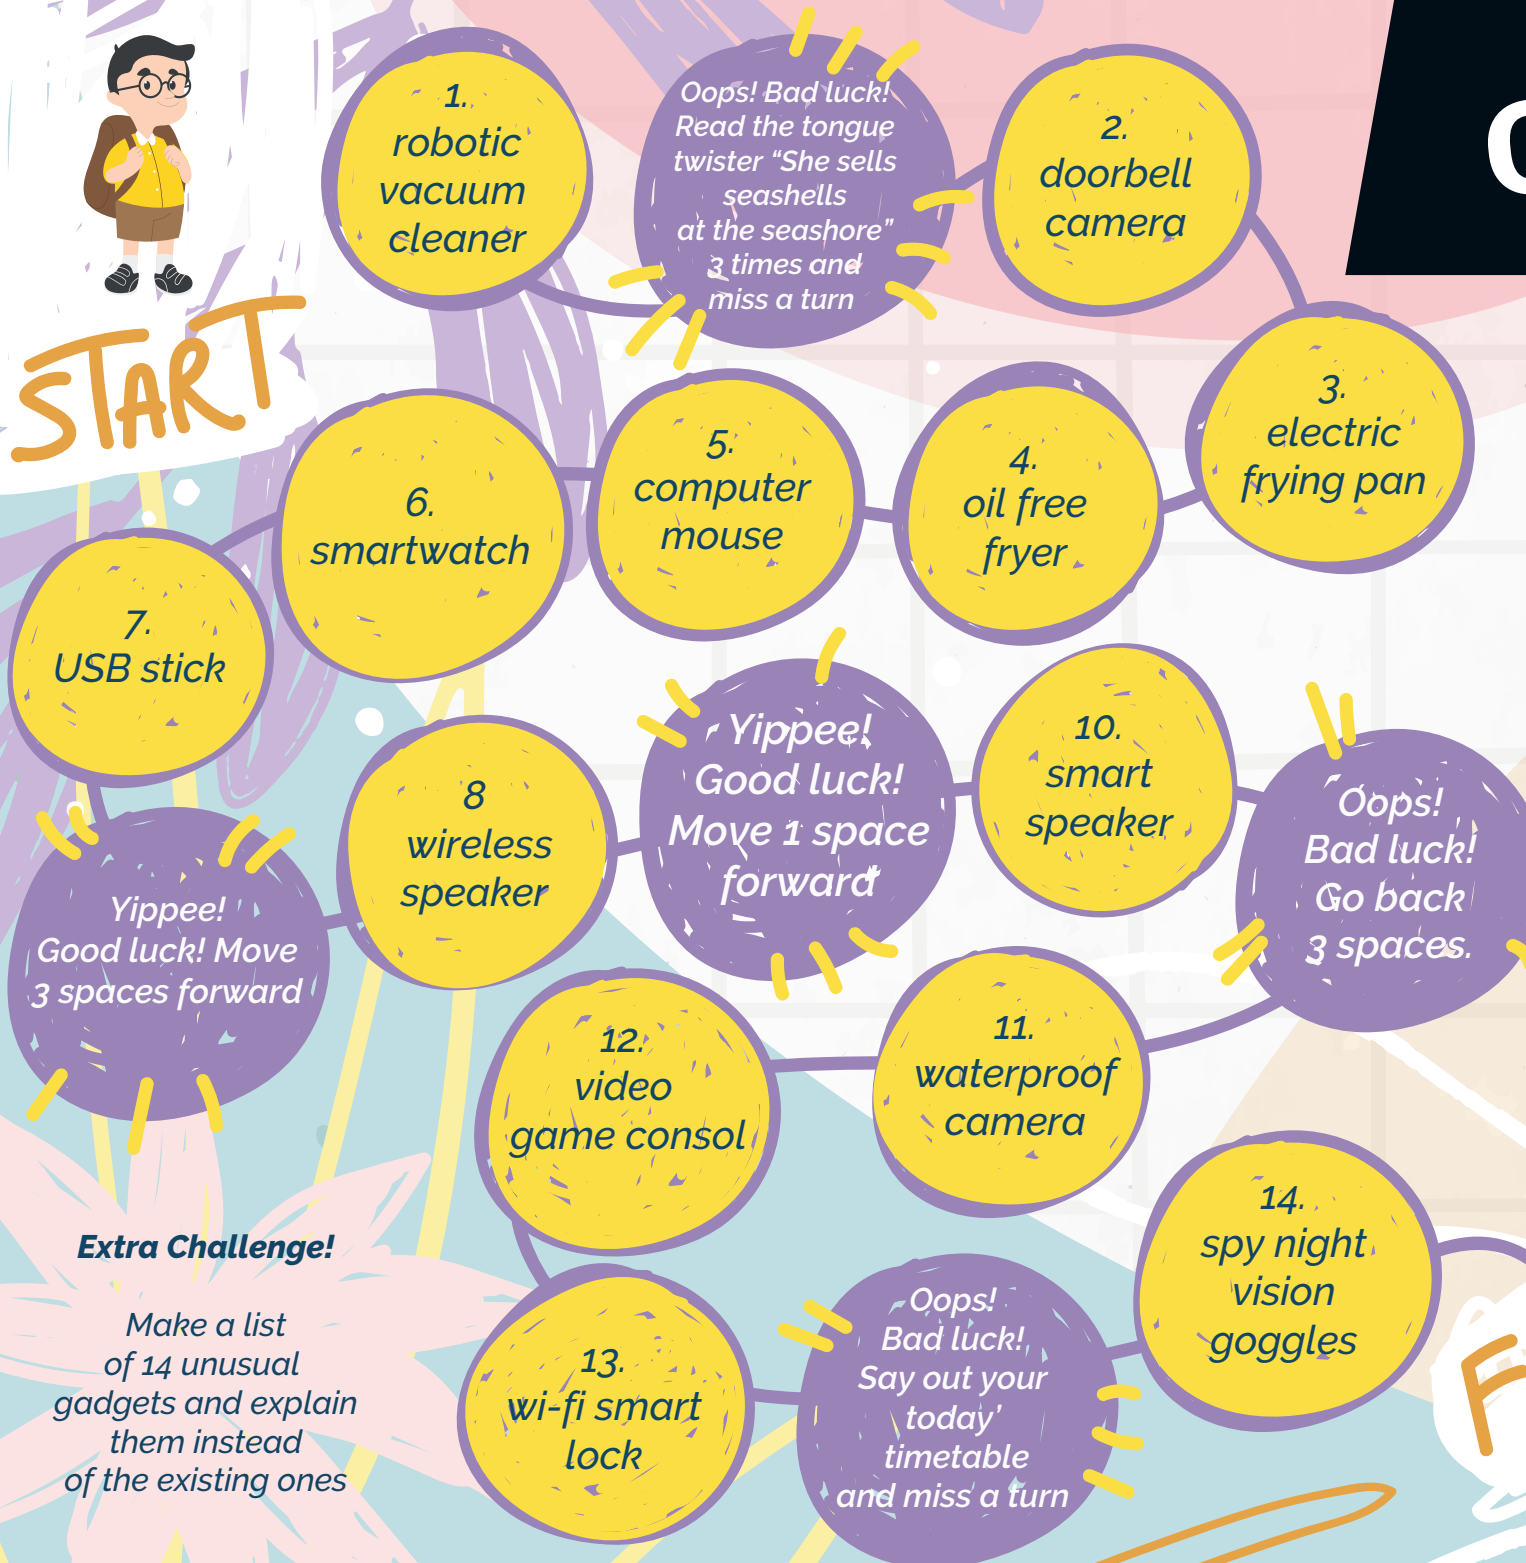 START
1.
robotic
vacuum
cleaner
Oops! Bad luck!
Read the tongue
twister “She sells
seashells
at the seashore”
3 times and
miss a turn
2.
doorbell
camera
3.
electric
frying pan
4.
oil free
fryer
5.
computer
mouse
6.
smartwatch
7.
USB stick
Yippee!
Good luck! Move
3 spaces forward
8
wireless
speaker
Yippee!
Good luck!
Move 1 space
forward
10.
smart
speaker
Oops!
Bad luck!
Go back
3 spaces.
11.
waterproof
camera
12.
video
game consol
13.
wi-fi smart
lock
Oops!
Bad luck!
Say out your
today’
timetable
and miss a turn
14.
spy night
vision
goggles
F
Extra Challenge!
Make a list
of 14 unusual
gadgets and explain
them instead
of the existing ones